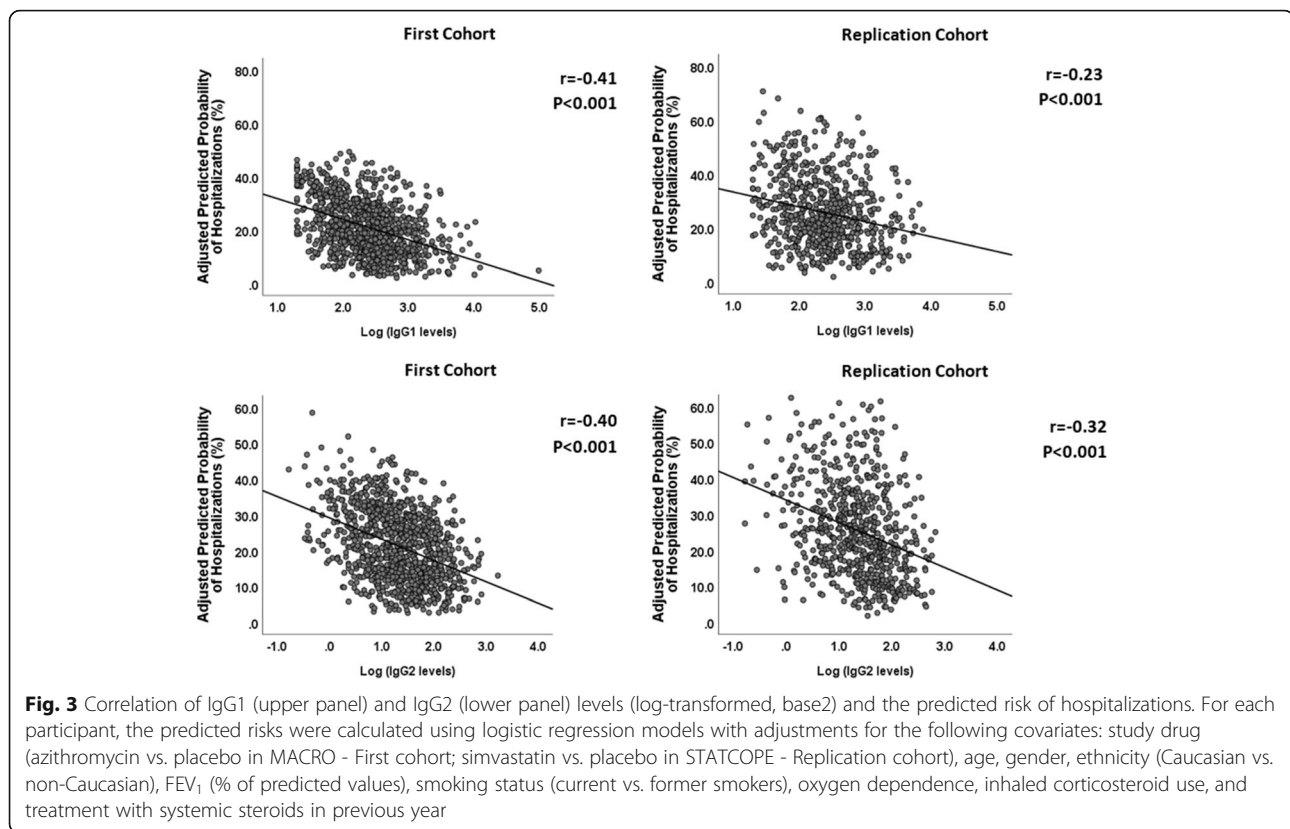 First Cohort
r=-0.41
P<0.001
Adjusted Predicted Probability
of Hospitalizations (%)
80.0
60.0
40.0
20.0
.0
1.0 2.0 3.0 4.0 5.0
Log (IgG1 levels)
Replication Cohort
r=-0.23
P<0.001
Adjusted Predicted Probability
of Hospitalizations (%)
80.0
60.0
40.0
20.0
.0
1.0 2.0 3.0 4.0 5.0
Log (IgG1 levels)
First Cohort
r=-0.40
P<0.001
Adjusted Predicted Probability
of Hospitalizations (%)
60.0
50.0
40.0
30.0
20.0
10.0
.0
-1.0 .0 1.0 2.0 3.0 4.0
Log (IgG2 levels)
Replication Cohort
r=-0.32
P<0.001
Adjusted Predicted Probability
of Hospitalizations (%)
60.0
50.0
40.0
30.0
20.0
10.0
.0
-1.0 .0 1.0 2.0 3.0 4.0
Log (IgG2 levels)
Fig. 3 Correlation of IgG1 (upper panel) and IgG2 (lower panel) levels (log-transformed, base2) and the predicted risk of hospitalizations. For each
participant, the predicted risks were calculated using logistic regression models with adjustments for the following covariates: study drug
(azithromycin vs. placebo in MACRO - First cohort; simvastatin vs. placebo in STATCOPE - Replication cohort), age, gender, ethnicity (Caucasian vs.
non-Caucasian), FEV1 (% of predicted values), smoking status (current vs. former smokers), oxygen dependence, inhaled corticosteroid use, and
treatment with systemic steroids in previous year